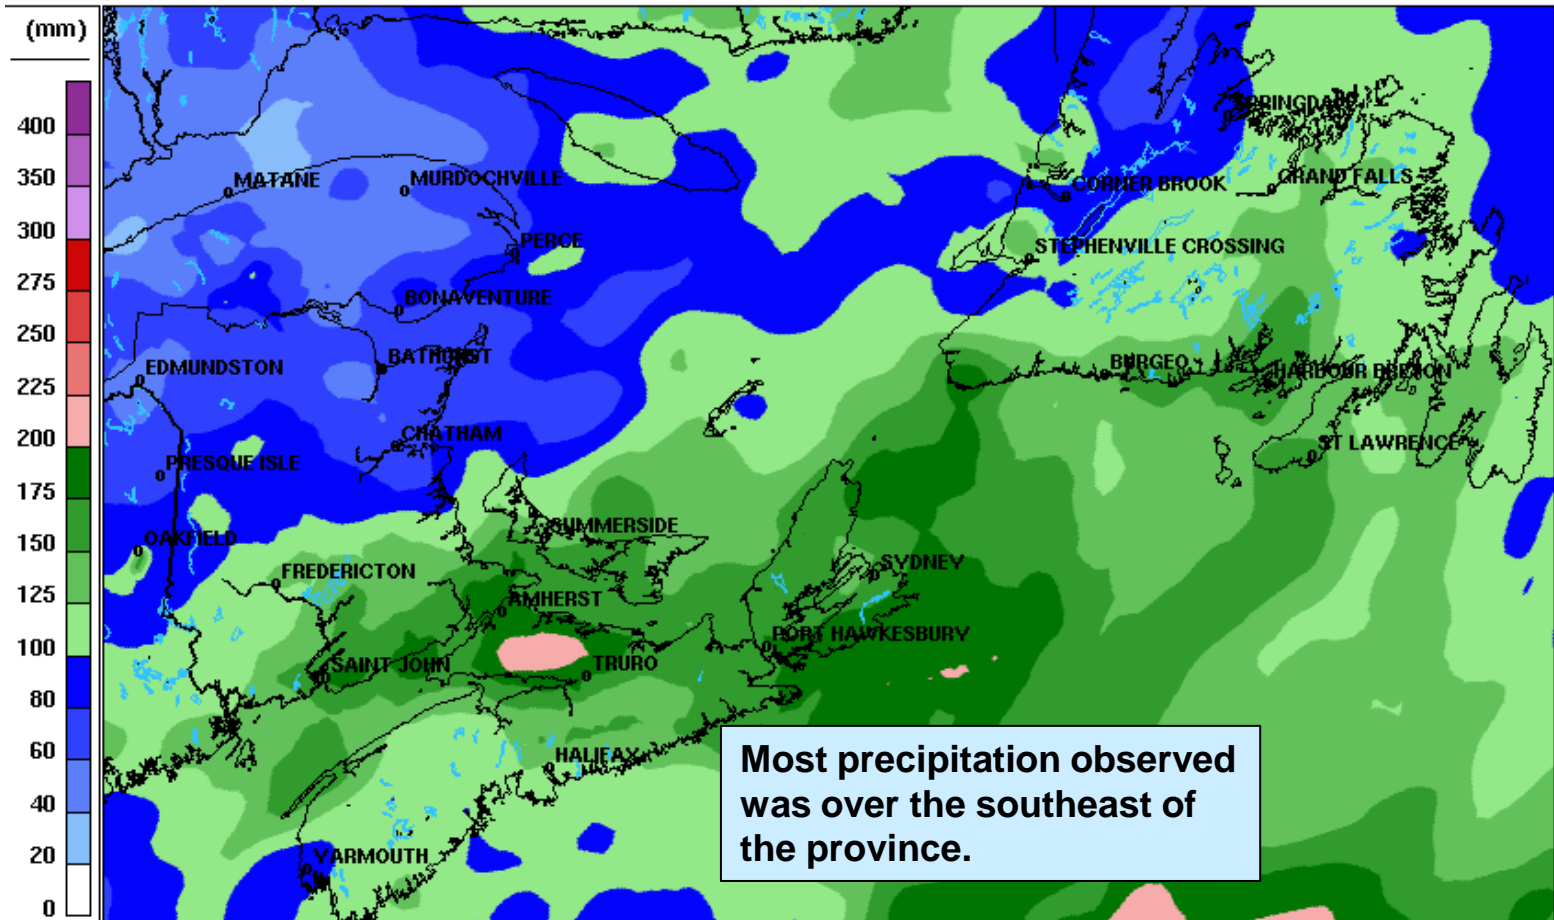 (mm)
400
350
300
275
250
225
200
175
150
125
100
80
60
40
20
0
SPRINGDALE
MATANE
MURDOCHVILLE
CORNER BROOK
GRAND FALLS
PERCE
STEPHENVILLE CROSSING
BONAVENTURE
EDMUNDSTON
BATHURST
BURGEO
HARBOUR BRETON
CHATHAM
ST LAWRENCE
PRESQUE ISLE
SUMMERSIDE
OAKFIELD
FREDERICTON
SYDNEY
AMHERST
PORT HAWKESBURY
SAINT JOHN
TRURO
HALIFAX
YARMOUTH
Most precipitation observed
was over the southeast of
the province.